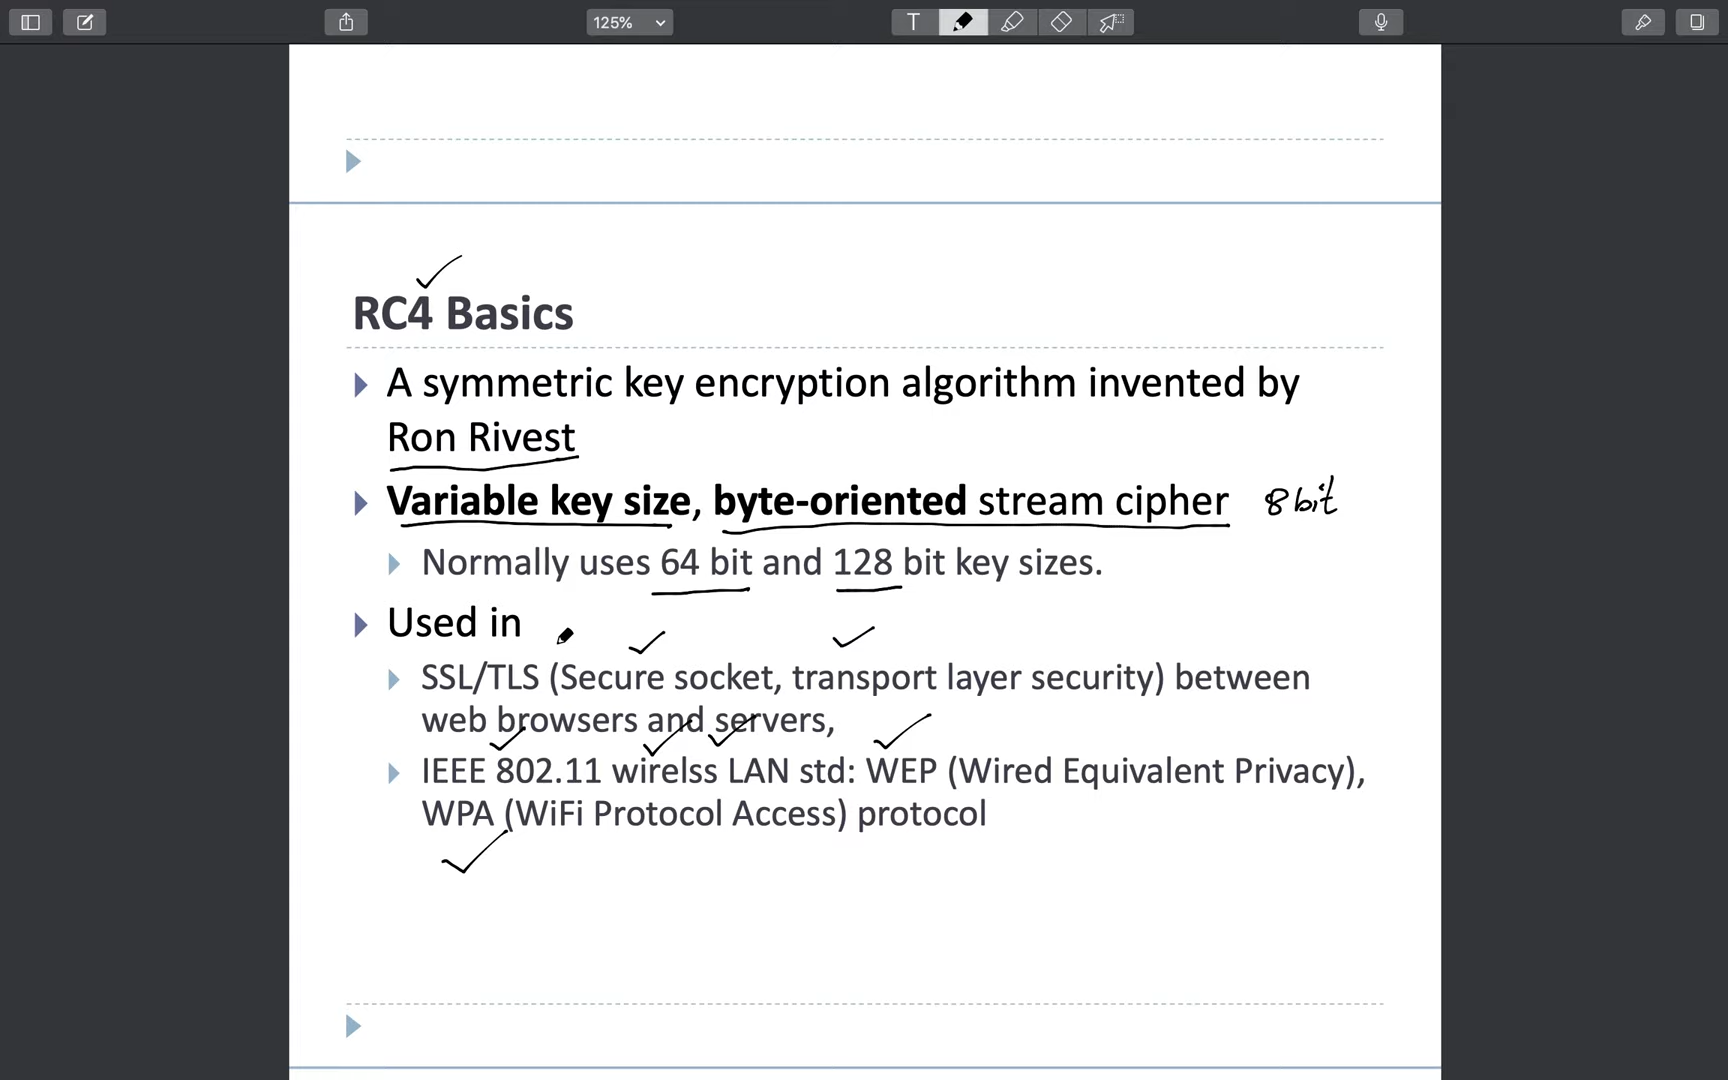 125%
T
RC4 Basics
A symmetric key encryption algorithm invented by
Ron Rivest
Variable key size, byte-oriented stream cipher 8 bit
Normally uses 64 bit and 128 bit key sizes.
Used in
SSL/TLS (Secure socket, transport layer security) between
web browsers and servers,
IEEE 802.11 wirelss LAN std: WEP (Wired Equivalent Privacy),
WPA (WiFi Protocol Access) protocol